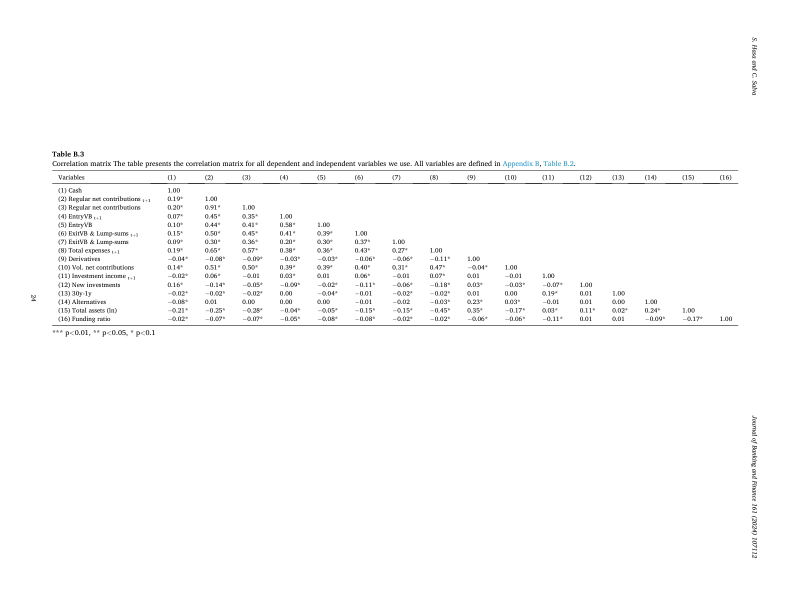 S. Hasa and C. Salva
Table B.3
Correlation matrix The table presents the correlation matrix for all dependent and independent variables we use. All variables are defined in Appendix B, Table B.2.
Variables (1) (2) (3) (4) (5) (6) (7) (8) (9) (10) (11) (12) (13) (14) (15) (16)
(1) Cash 1.00
(2) Regular net contributions t+1 0.19* 1.00
(3) Regular net contributions 0.20* 0.91* 1.00
(4) EntryVB t+1 0.07* 0.45* 0.35* 1.00
(5) EntryVB 0.10* 0.44* 0.41* 0.58* 1.00
(6) ExitVB & Lump-sums t+1 0.15* 0.50* 0.45* 0.41* 0.39* 1.00
(7) ExitVB & Lump-sums 0.09* 0.30* 0.36* 0.20* 0.30* 0.37* 1.00
(8) Total expenses t+1 0.19* 0.65* 0.57* 0.38* 0.36* 0.43* 0.27* 1.00
(9) Derivatives −0.04* −0.08* −0.09* −0.03* −0.03* −0.06* −0.06* −0.11* 1.00
(10) Vol. net contributions 0.14* 0.51* 0.50* 0.39* 0.39* 0.40* 0.31* 0.47* −0.04* 1.00
(11) Investment income t+1 −0.02* 0.06* −0.01 0.03* 0.01 0.06* −0.01 0.07* 0.01 −0.01 1.00
(12) New investments 0.16* −0.14* −0.05* −0.09* −0.02* −0.11* −0.06* −0.18* 0.03* −0.03* −0.07* 1.00
(13) 30y-1y −0.02* −0.02* −0.02* 0.00 −0.04* −0.01 −0.02* −0.02* 0.01 0.00 0.19* 0.01 1.00
(14) Alternatives −0.08* 0.01 0.00 0.00 0.00 −0.01 −0.02 −0.03* 0.23* 0.03* −0.01 0.01 0.00 1.00
(15) Total assets (ln) −0.21* −0.25* −0.28* −0.04* −0.05* −0.15* −0.15* −0.45* 0.35* −0.17* 0.03* 0.11* 0.02* 0.24* 1.00
(16) Funding ratio −0.02* −0.07* −0.07* −0.05* −0.08* −0.08* −0.02* −0.02* −0.06* −0.06* −0.11* 0.01 0.01 −0.09* −0.17* 1.00
*** p<0.01, ** p<0.05, * p<0.1
24
Journal of Banking and Finance 161 (2024) 107112